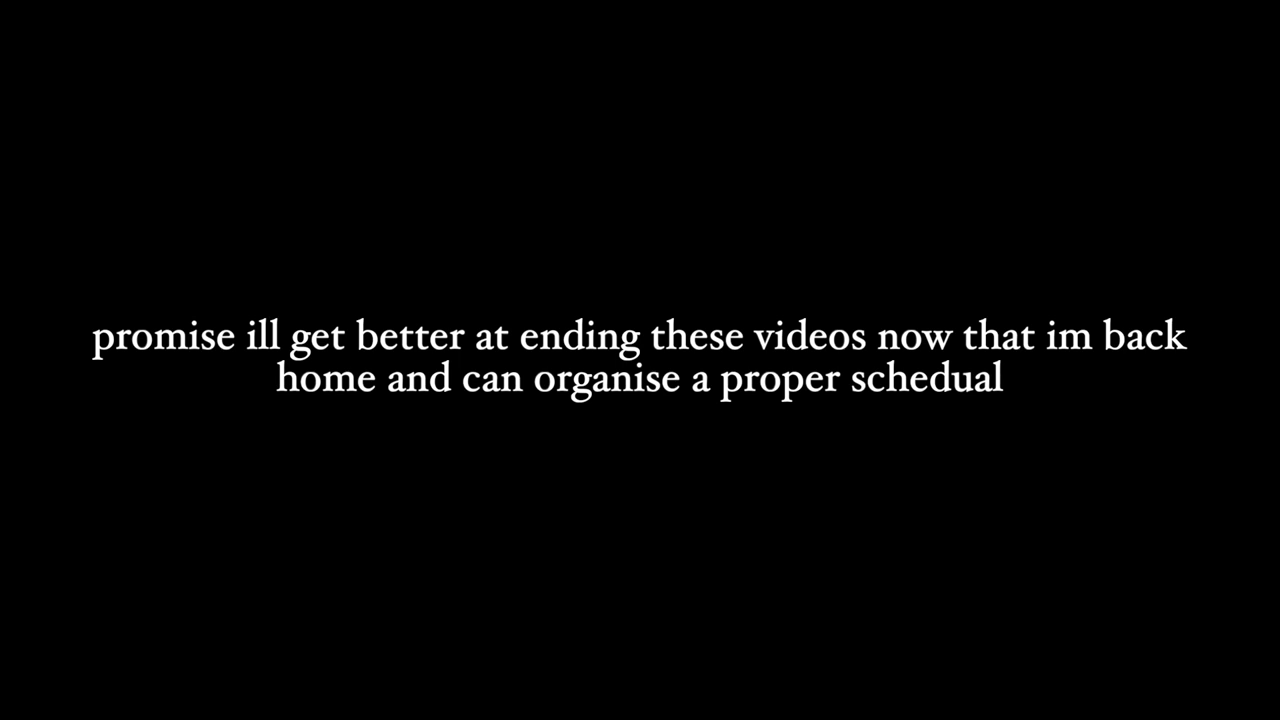 promise ill get better at ending these videos now that im back
home and can organise a proper schedual